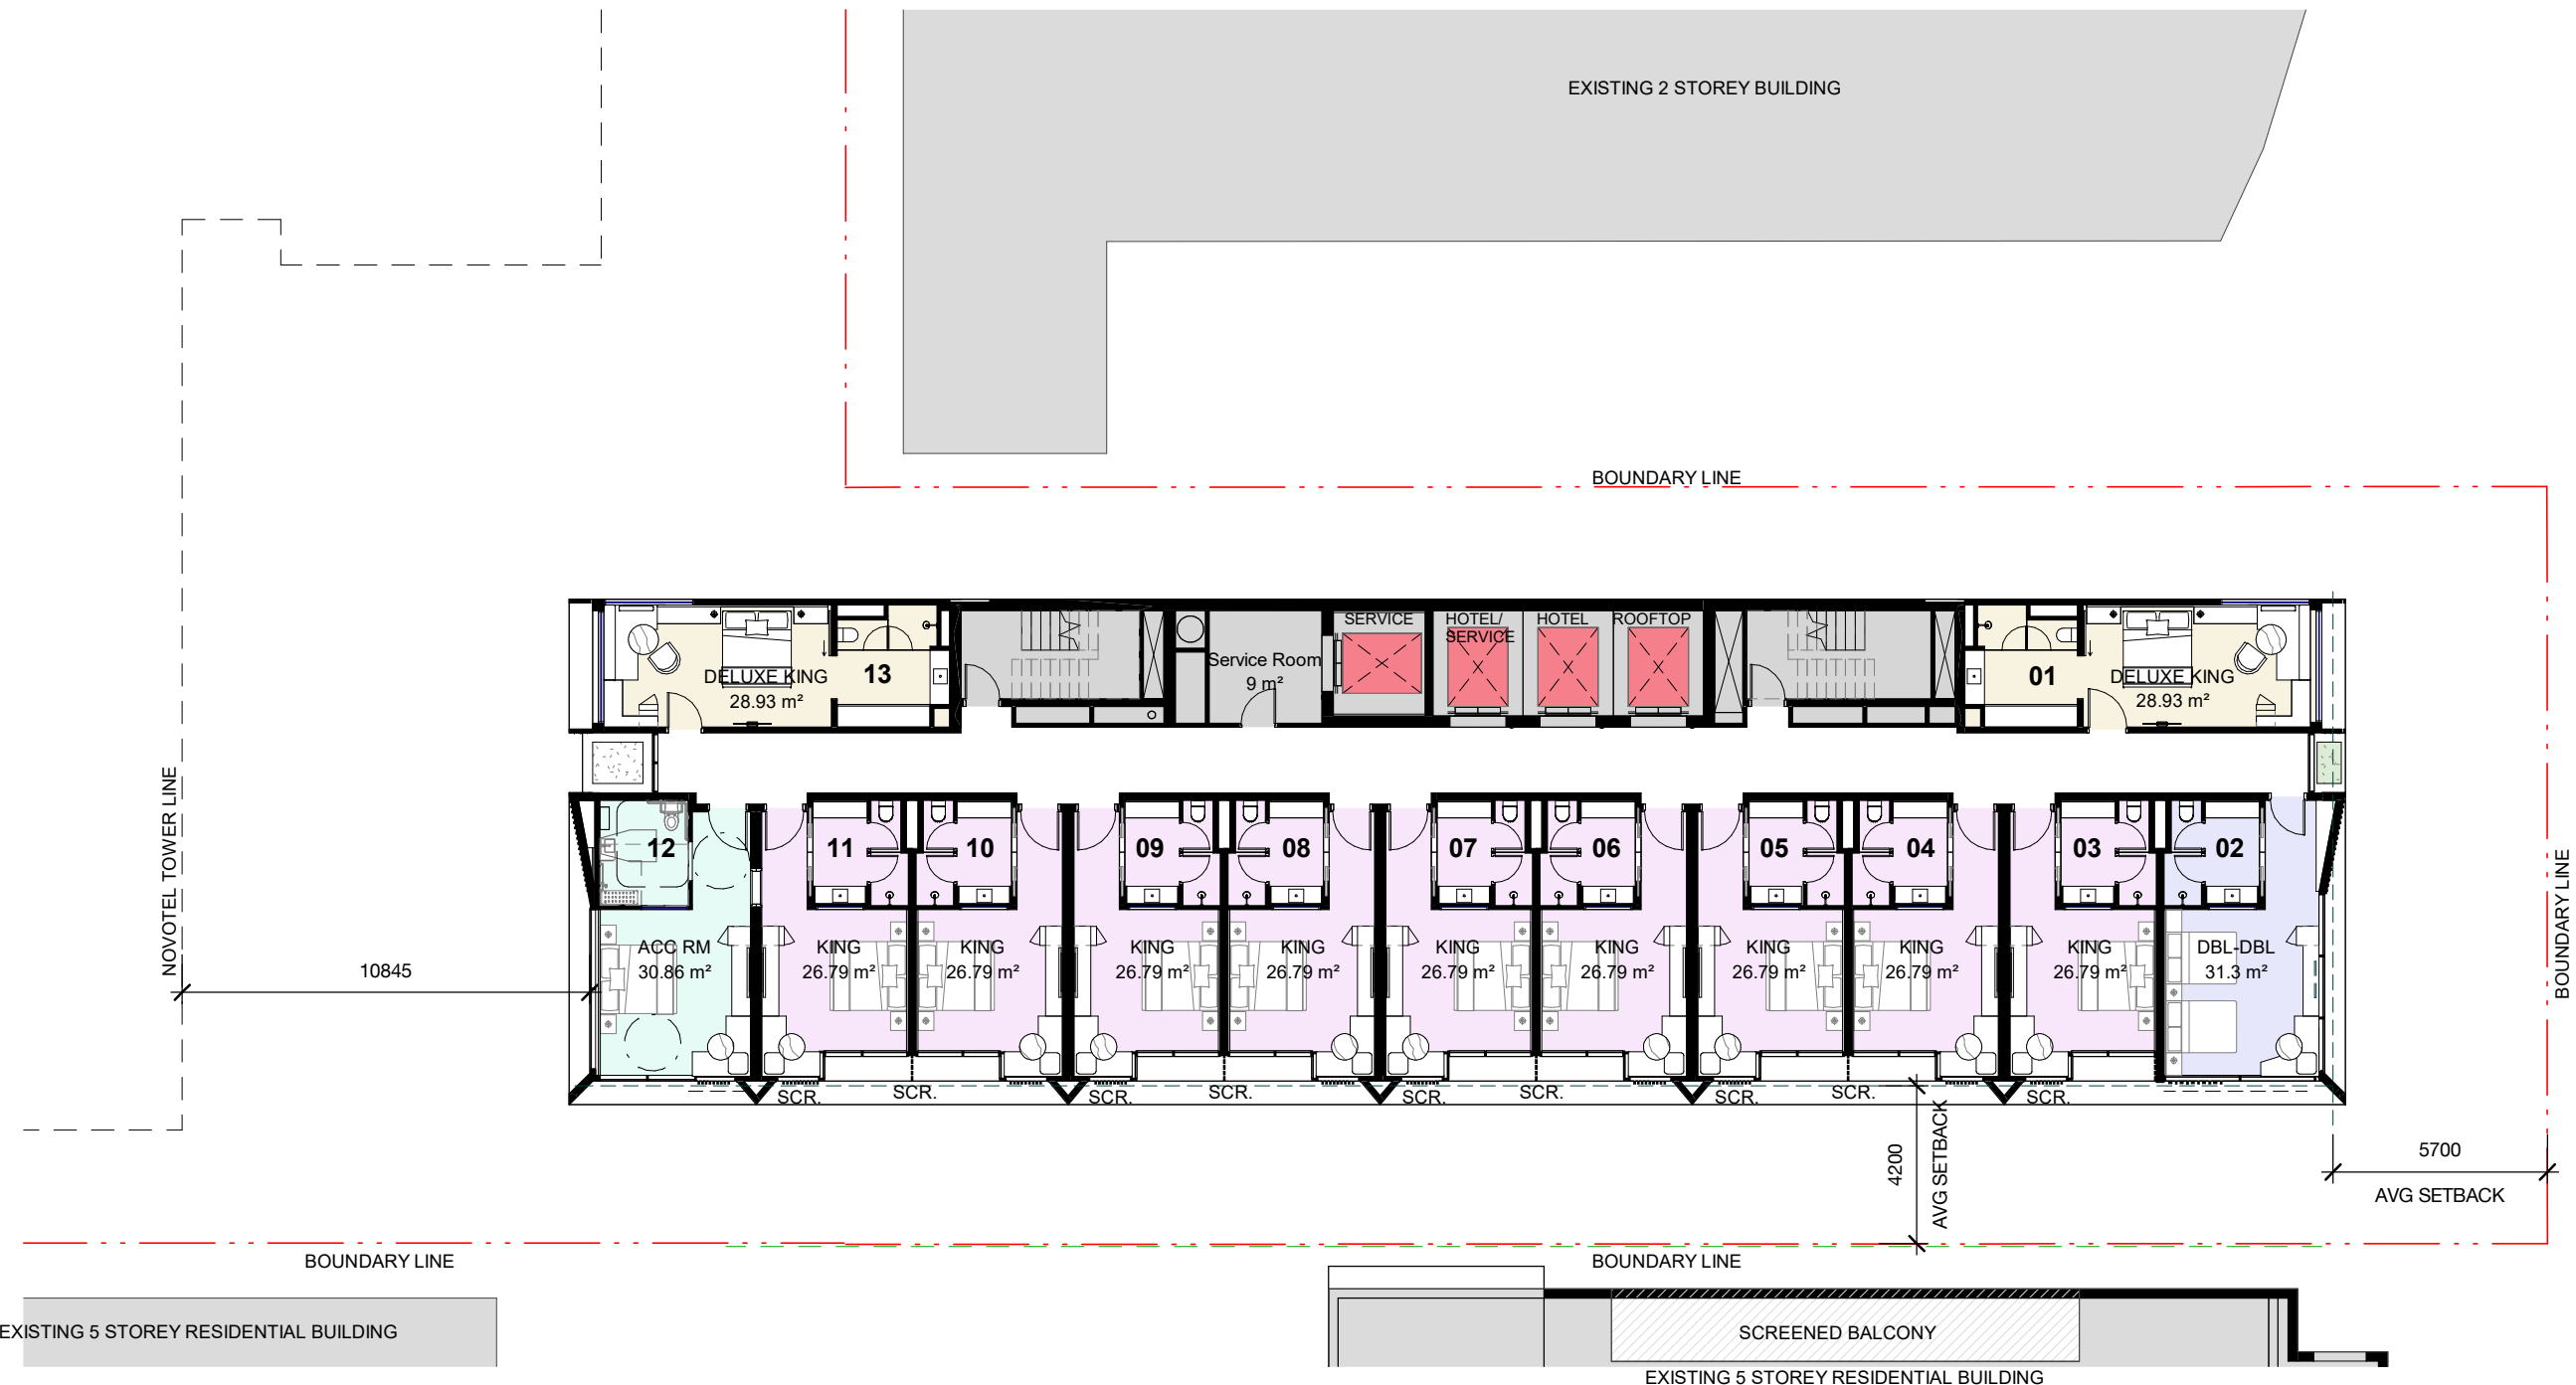 EXISTING 2 STOREY BUILDING
BOUNDARY LINE
SERVICE
HOTEL/
SERVICE
HOTEL
ROOFTOP
Service Room
9 m²
DELUXE KING
28.93 m²
13
01
DELUXE KING
28.93 m²
NOVOTEL TOWER LINE
10845
12
11
10
09
08
07
06
05
04
03
02
ACC RM
30.86 m²
KING
26.79 m²
KING
26.79 m²
KING
26.79 m²
KING
26.79 m²
KING
26.79 m²
KING
26.79 m²
KING
26.79 m²
KING
26.79 m²
KING
26.79 m²
DBL-DBL
31.3 m²
BOUNDARY LINE
SCR.
SCR.
SCR.
SCR.
SCR.
SCR.
SCR.
SCR.
SCR.
4200
AVG SETBACK
5700
AVG SETBACK
BOUNDARY LINE
BOUNDARY LINE
EXISTING 5 STOREY RESIDENTIAL BUILDING
SCREENED BALCONY
EXISTING 5 STOREY RESIDENTIAL BUILDING